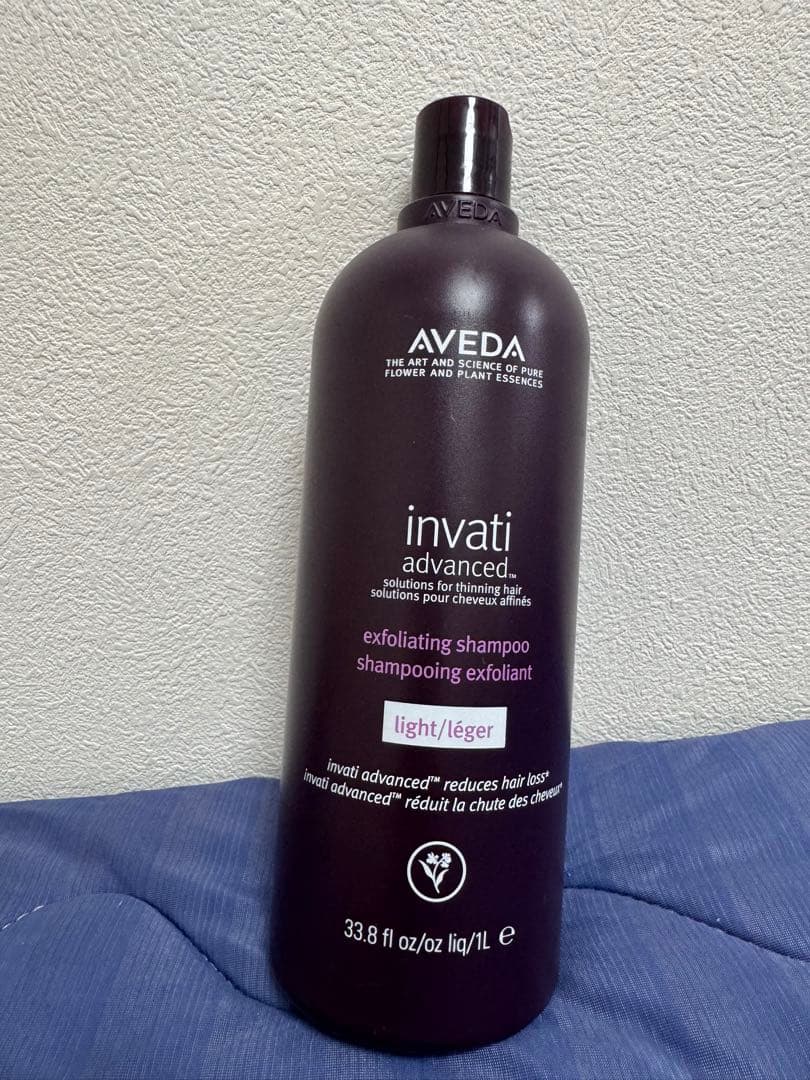 AVEDA
AVEDA
THE ART AND SCIENCE OF PURE
FLOWER AND PLANT ESSENCES
invati
advanced™
solutions for thinning hair
solutions pour cheveux affinés
exfoliating shampoo
shampooing exfoliant
light/léger
invati advanced™ reduces hair loss*
invati advanced™ réduit la chute des cheveux*
33.8 fl oz/oz liq/1L ℮